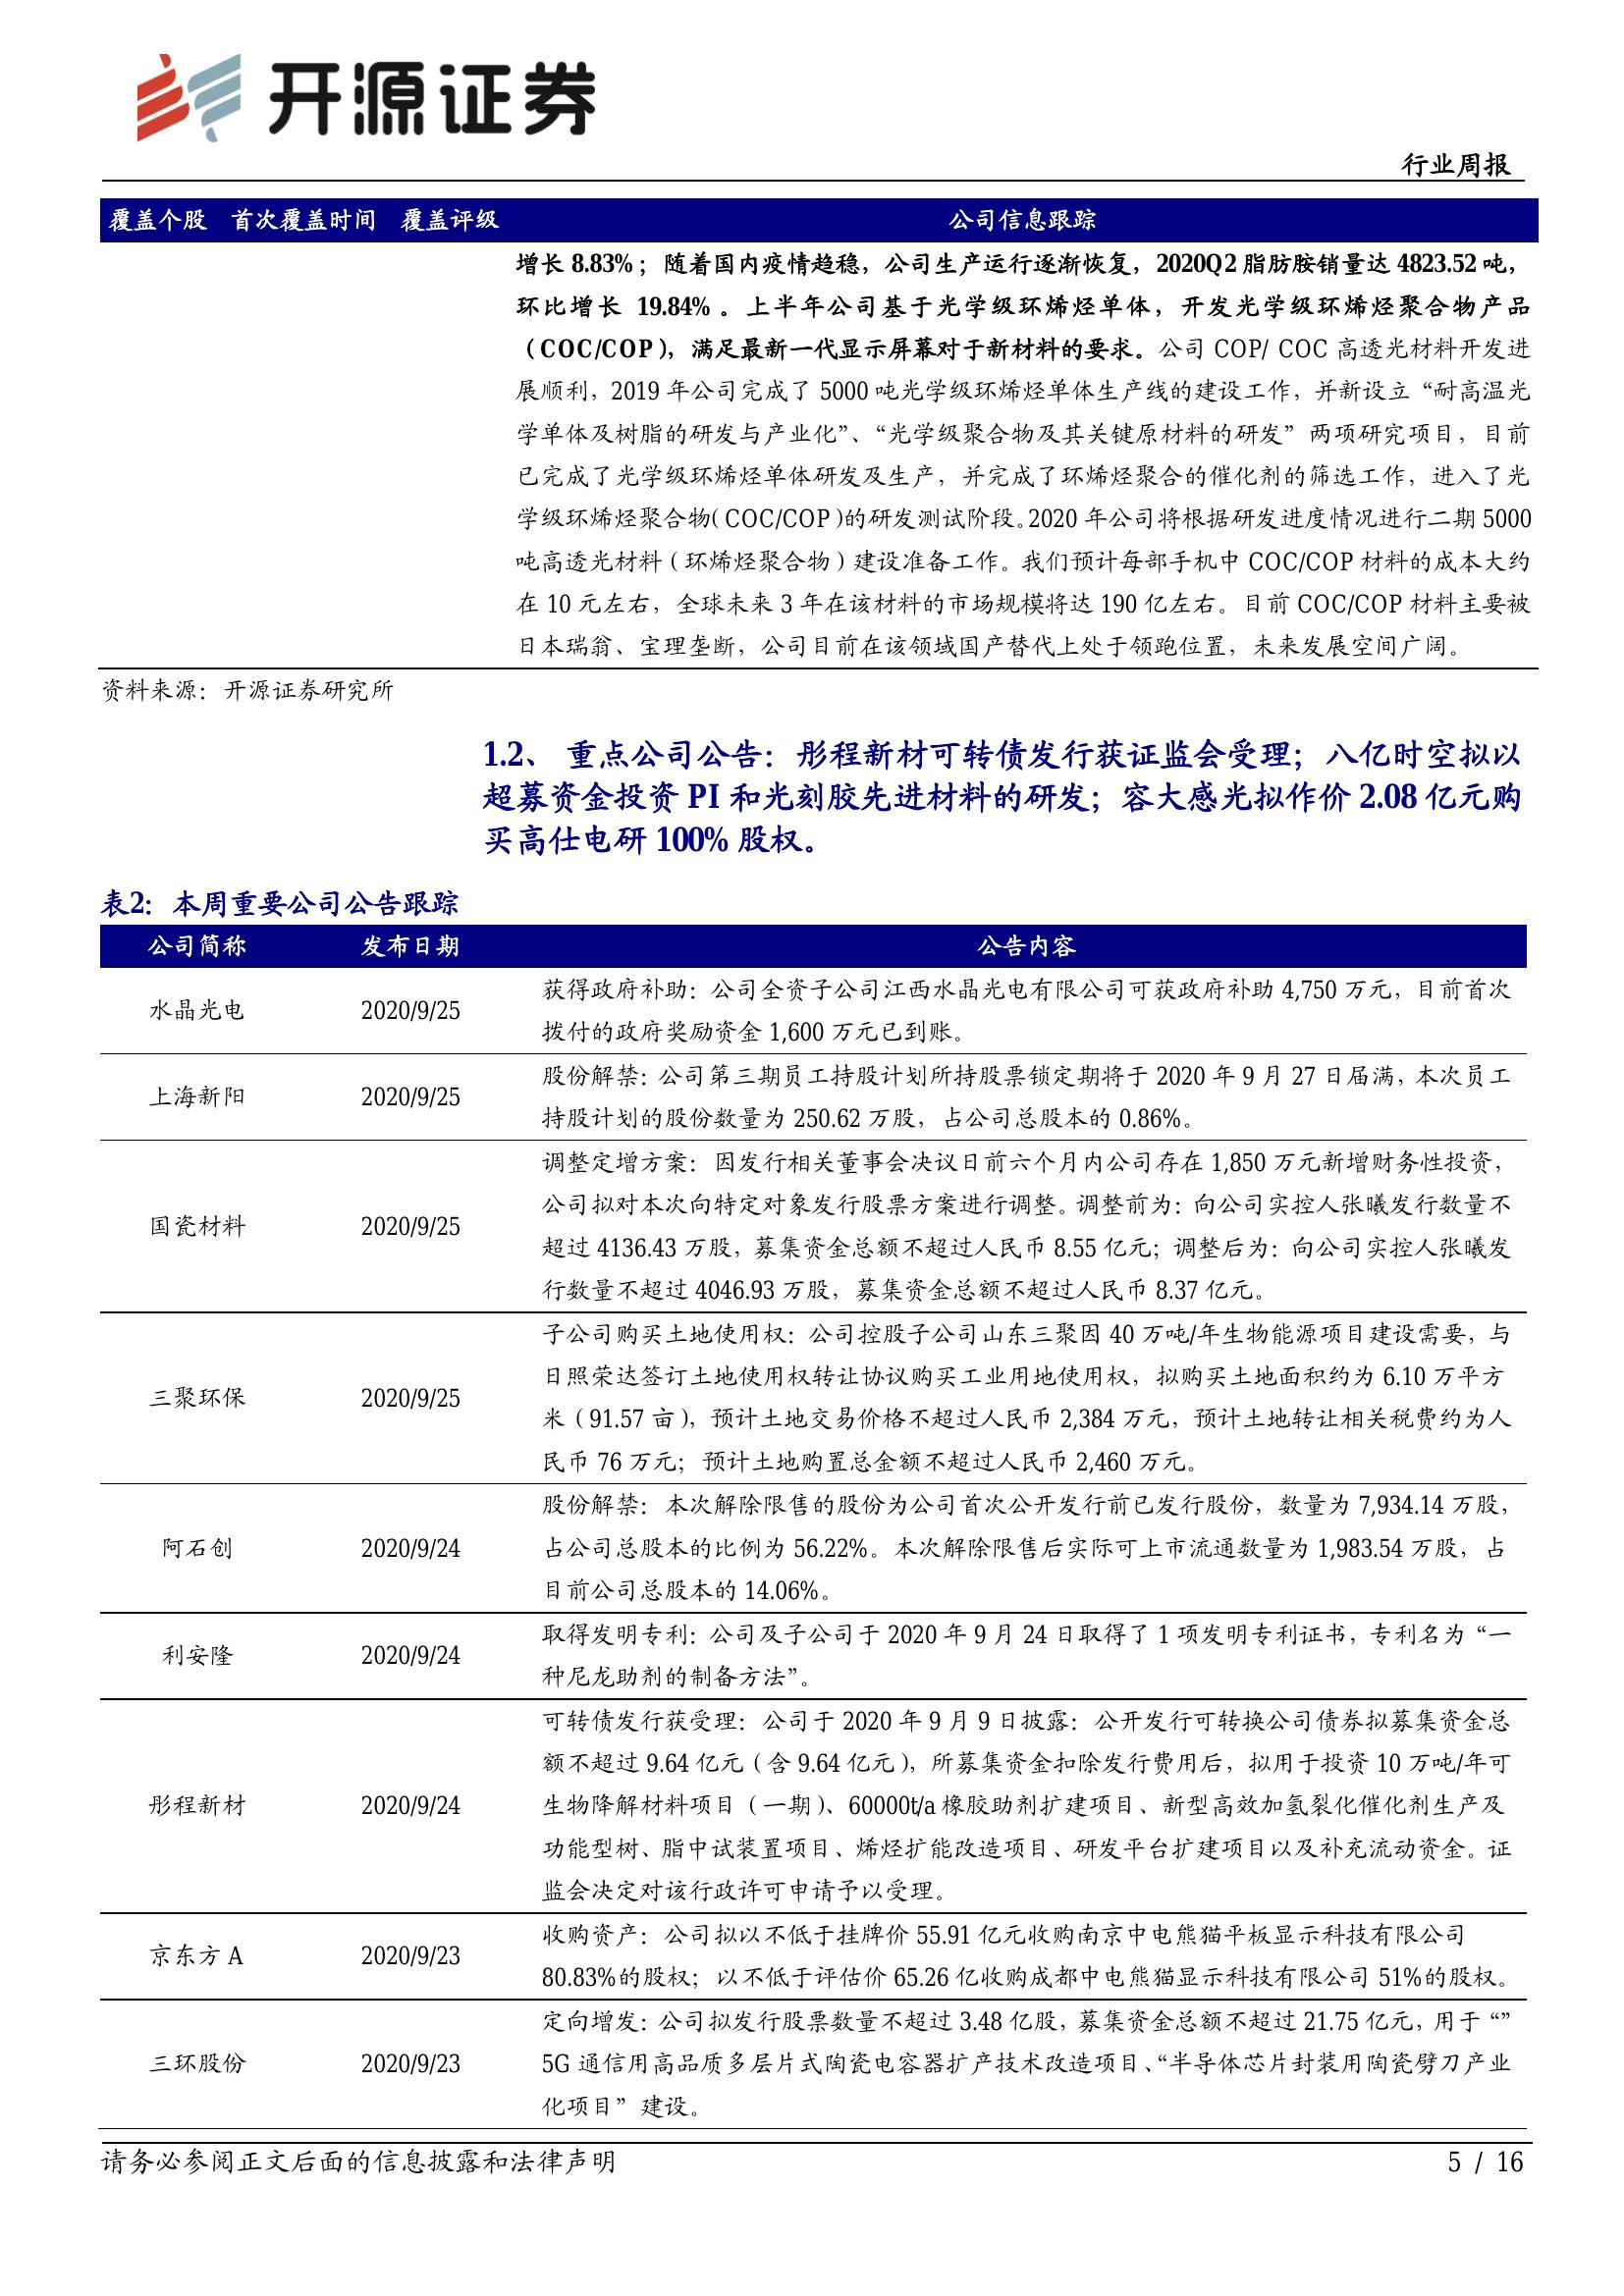 开源证券
行业周报
覆盖个股 首次覆盖时间 覆盖评级 公司信息跟踪
增长 8.83%；随着国内疫情趋稳，公司生产运行逐渐恢复，2020Q2 脂肪胺销量达 4823.52 吨，
环比增长 19.84% 。上半年公司基于光学级环烯烃单体，开发光学级环烯烃聚合物产品
（COC/COP），满足最新一代显示屏幕对于新材料的要求。公司 COP/ COC 高透光材料开发进
展顺利，2019 年公司完成了 5000 吨光学级环烯烃单体生产线的建设工作，并新设立“耐高温光
学单体及树脂的研发与产业化”、“光学级聚合物及其关键原材料的研发”两项研究项目，目前
已完成了光学级环烯烃单体研发及生产，并完成了环烯烃聚合的催化剂的筛选工作，进入了光
学级环烯烃聚合物(COC/COP)的研发测试阶段。2020 年公司将根据研发进度情况进行二期 5000
吨高透光材料（环烯烃聚合物）建设准备工作。我们预计每部手机中 COC/COP 材料的成本大约
在 10 元左右，全球未来 3 年在该材料的市场规模将达 190 亿左右。目前 COC/COP 材料主要被
日本瑞翁、宝理垄断，公司目前在该领域国产替代上处于领跑位置，未来发展空间广阔。
资料来源：开源证券研究所
1.2、 重点公司公告：彤程新材可转债发行获证监会受理；八亿时空拟以
超募资金投资 PI 和光刻胶先进材料的研发；容大感光拟作价 2.08 亿元购
买高仕电研 100% 股权。
表2：本周重要公司公告跟踪
公司简称 发布日期 公告内容
水晶光电 2020/9/25 获得政府补助：公司全资子公司江西水晶光电有限公司可获政府补助 4,750 万元，目前首次
拨付的政府奖励资金 1,600 万元已到账。
上海新阳 2020/9/25 股份解禁：公司第三期员工持股计划所持股票锁定期将于 2020 年 9 月 27 日届满，本次员工
持股计划的股份数量为 250.62 万股，占公司总股本的 0.86%。
国瓷材料 2020/9/25 调整定增方案：因发行相关董事会决议日前六个月内公司存在 1,850 万元新增财务性投资，
公司拟对本次向特定对象发行股票方案进行调整。调整前为：向公司实控人张曦发行数量不
超过 4136.43 万股，募集资金总额不超过人民币 8.55 亿元；调整后为：向公司实控人张曦发
行数量不超过 4046.93 万股，募集资金总额不超过人民币 8.37 亿元。
三聚环保 2020/9/25 子公司购买土地使用权：公司控股子公司山东三聚因 40 万吨/年生物能源项目建设需要，与
日照荣达签订土地使用权转让协议购买工业用地使用权，拟购买土地面积约为 6.10 万平方
米（91.57 亩），预计土地交易价格不超过人民币 2,384 万元，预计土地转让相关税费约为人
民币 76 万元；预计土地购置总金额不超过人民币 2,460 万元。
阿石创 2020/9/24 股份解禁：本次解除限售的股份为公司首次公开发行前已发行股份，数量为 7,934.14 万股，
占公司总股本的比例为 56.22%。本次解除限售后实际可上市流通数量为 1,983.54 万股，占
目前公司总股本的 14.06%。
利安隆 2020/9/24 取得发明专利：公司及子公司于 2020 年 9 月 24 日取得了 1 项发明专利证书，专利名为“一
种尼龙助剂的制备方法”。
彤程新材 2020/9/24 可转债发行获受理：公司于 2020 年 9 月 9 日披露：公开发行可转换公司债券拟募集资金总
额不超过 9.64 亿元（含 9.64 亿元），所募集资金扣除发行费用后，拟用于投资 10 万吨/年可
生物降解材料项目（一期）、60000t/a 橡胶助剂扩建项目、新型高效加氢裂化催化剂生产及
功能型树、脂中试装置项目、烯烃扩能改造项目、研发平台扩建项目以及补充流动资金。证
监会决定对该行政许可申请予以受理。
京东方 A 2020/9/23 收购资产：公司拟以不低于挂牌价 55.91 亿元收购南京中电熊猫平板显示科技有限公司
80.83%的股权；以不低于评估价 65.26 亿收购成都中电熊猫显示科技有限公司 51%的股权。
三环股份 2020/9/23 定向增发：公司拟发行股票数量不超过 3.48 亿股，募集资金总额不超过 21.75 亿元，用于“”
5G 通信用高品质多层片式陶瓷电容器扩产技术改造项目、“半导体芯片封装用陶瓷劈刀产业
化项目”建设。
请务必参阅正文后面的信息披露和法律声明 5 / 16